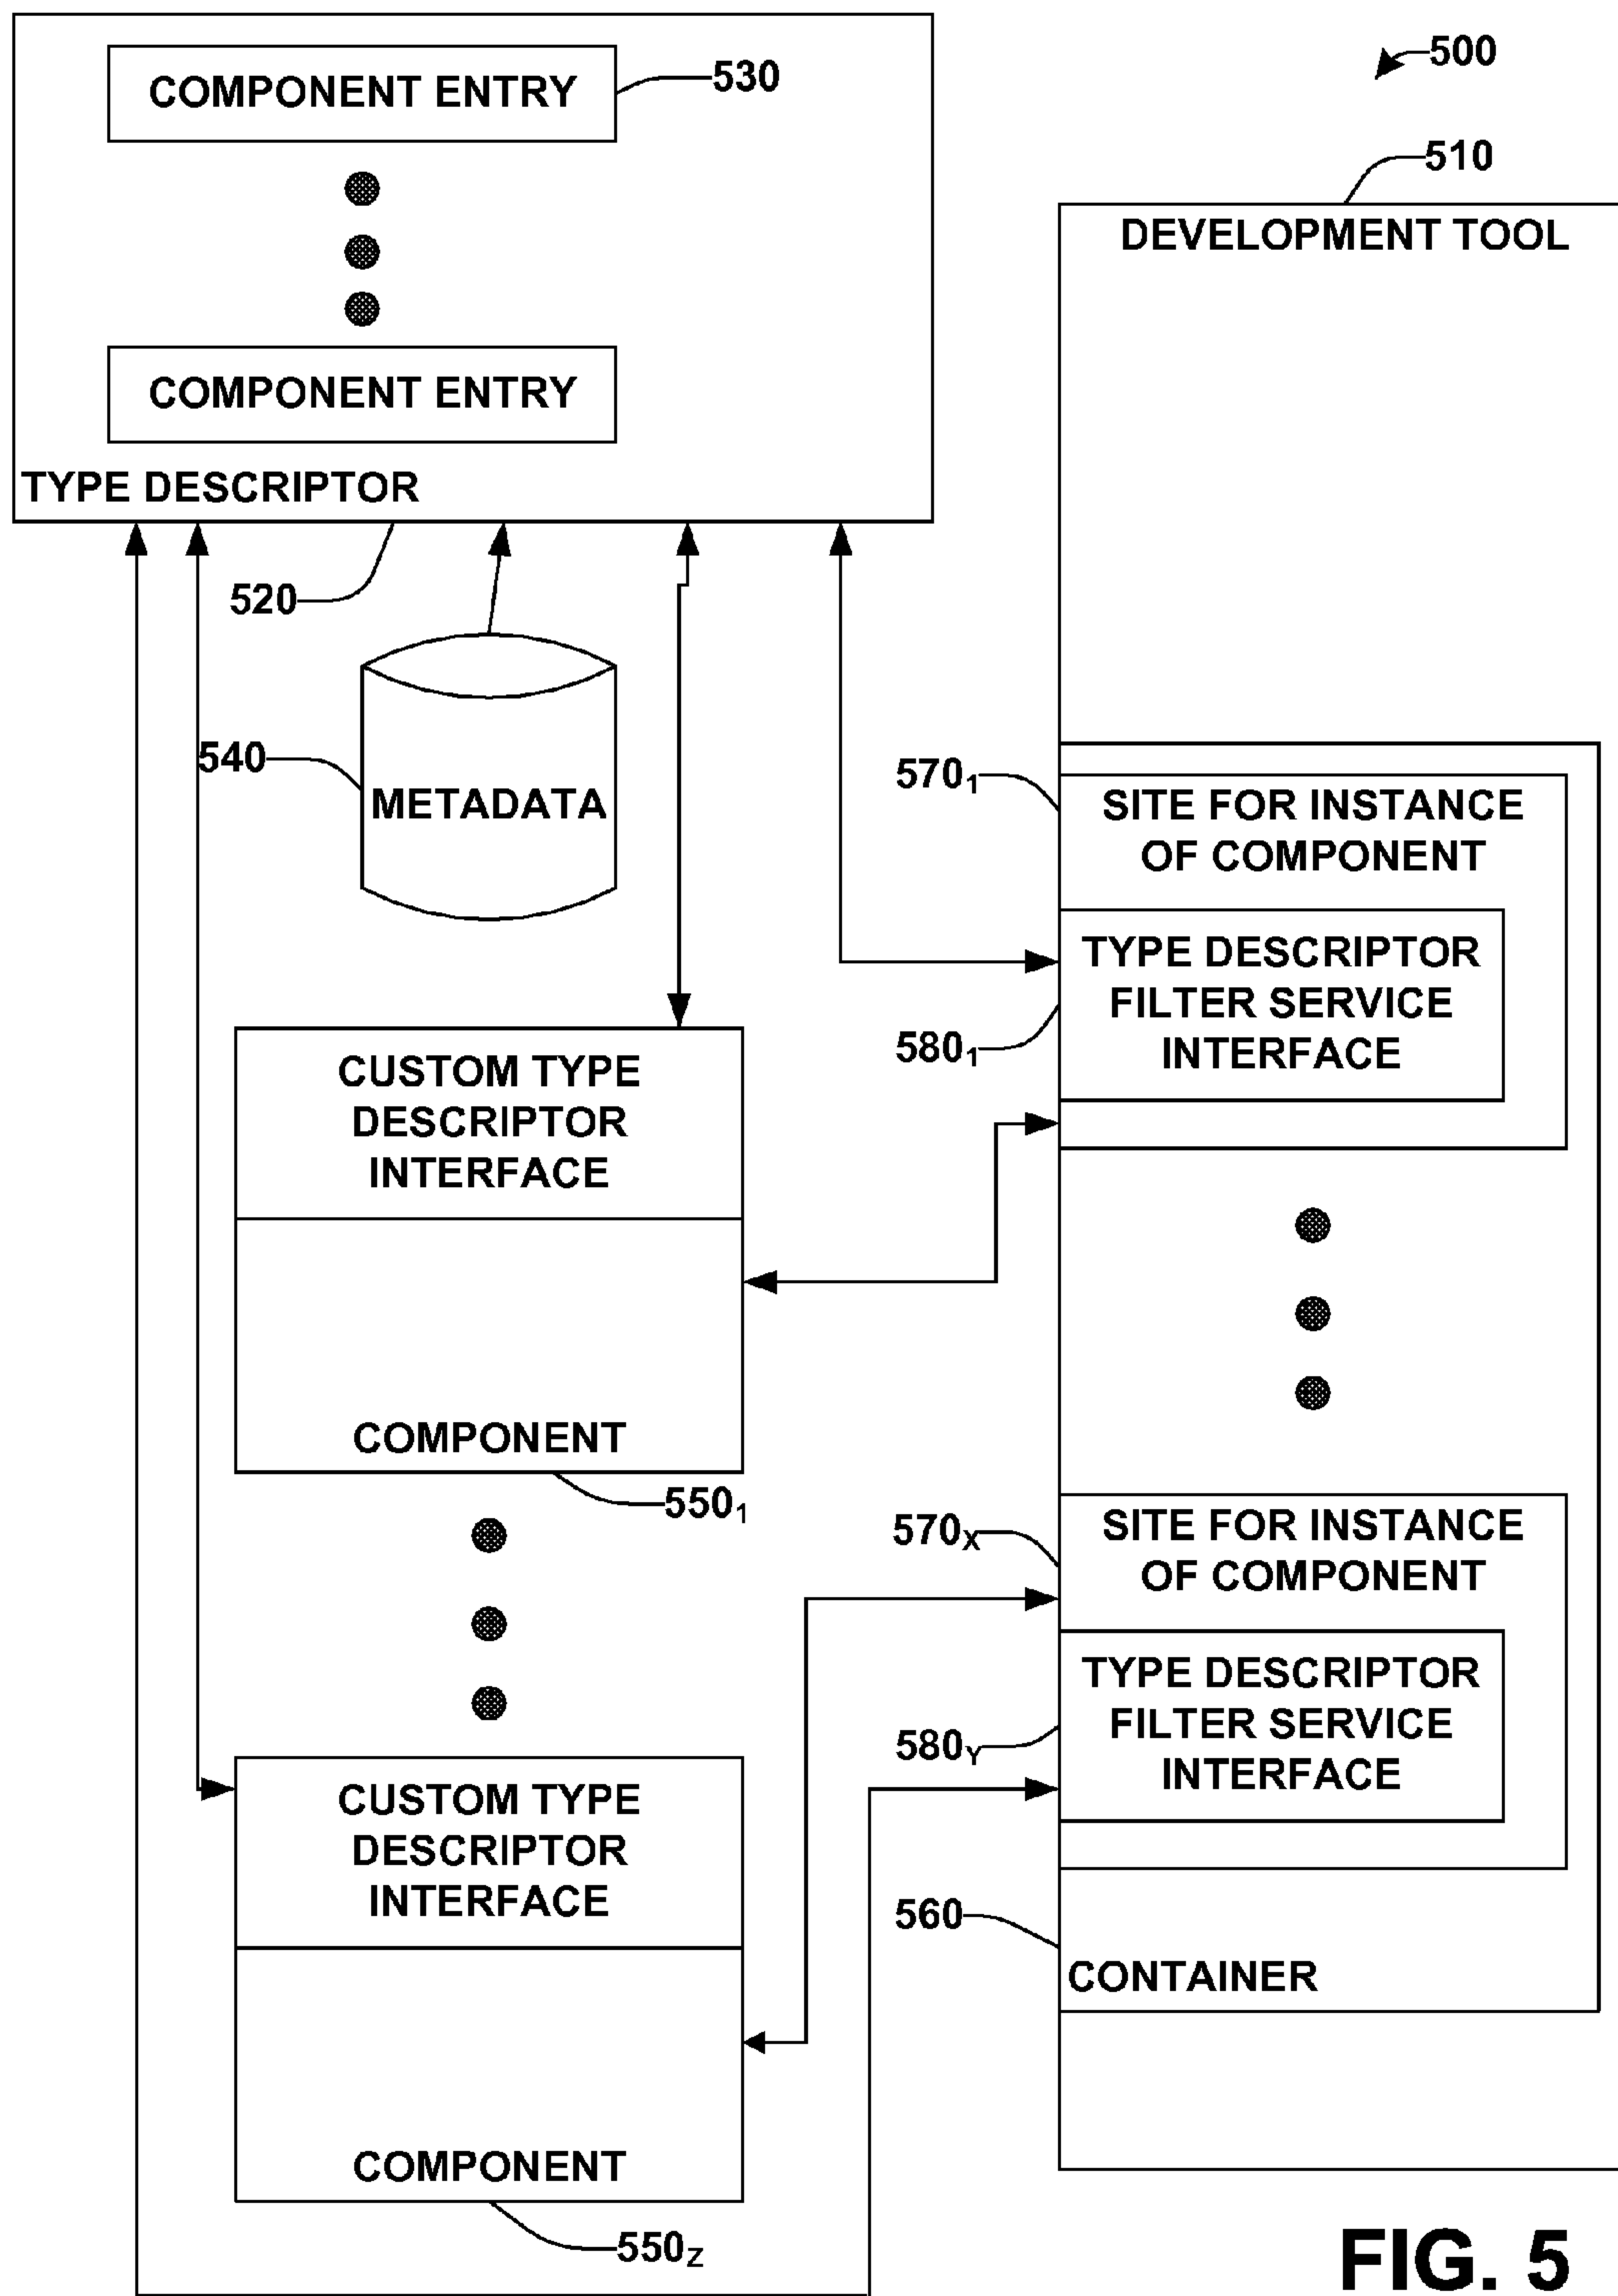 COMPONENT ENTRY
530
500
510
DEVELOPMENT TOOL
COMPONENT ENTRY
TYPE DESCRIPTOR
520
540
METADATA
570₁
SITE FOR INSTANCE
OF COMPONENT
TYPE DESCRIPTOR
FILTER SERVICE
INTERFACE
580₁
CUSTOM TYPE
DESCRIPTOR
INTERFACE
COMPONENT
550₁
570X
SITE FOR INSTANCE
OF COMPONENT
TYPE DESCRIPTOR
FILTER SERVICE
INTERFACE
580Y
CUSTOM TYPE
DESCRIPTOR
INTERFACE
560
CONTAINER
COMPONENT
550Z
FIG. 5